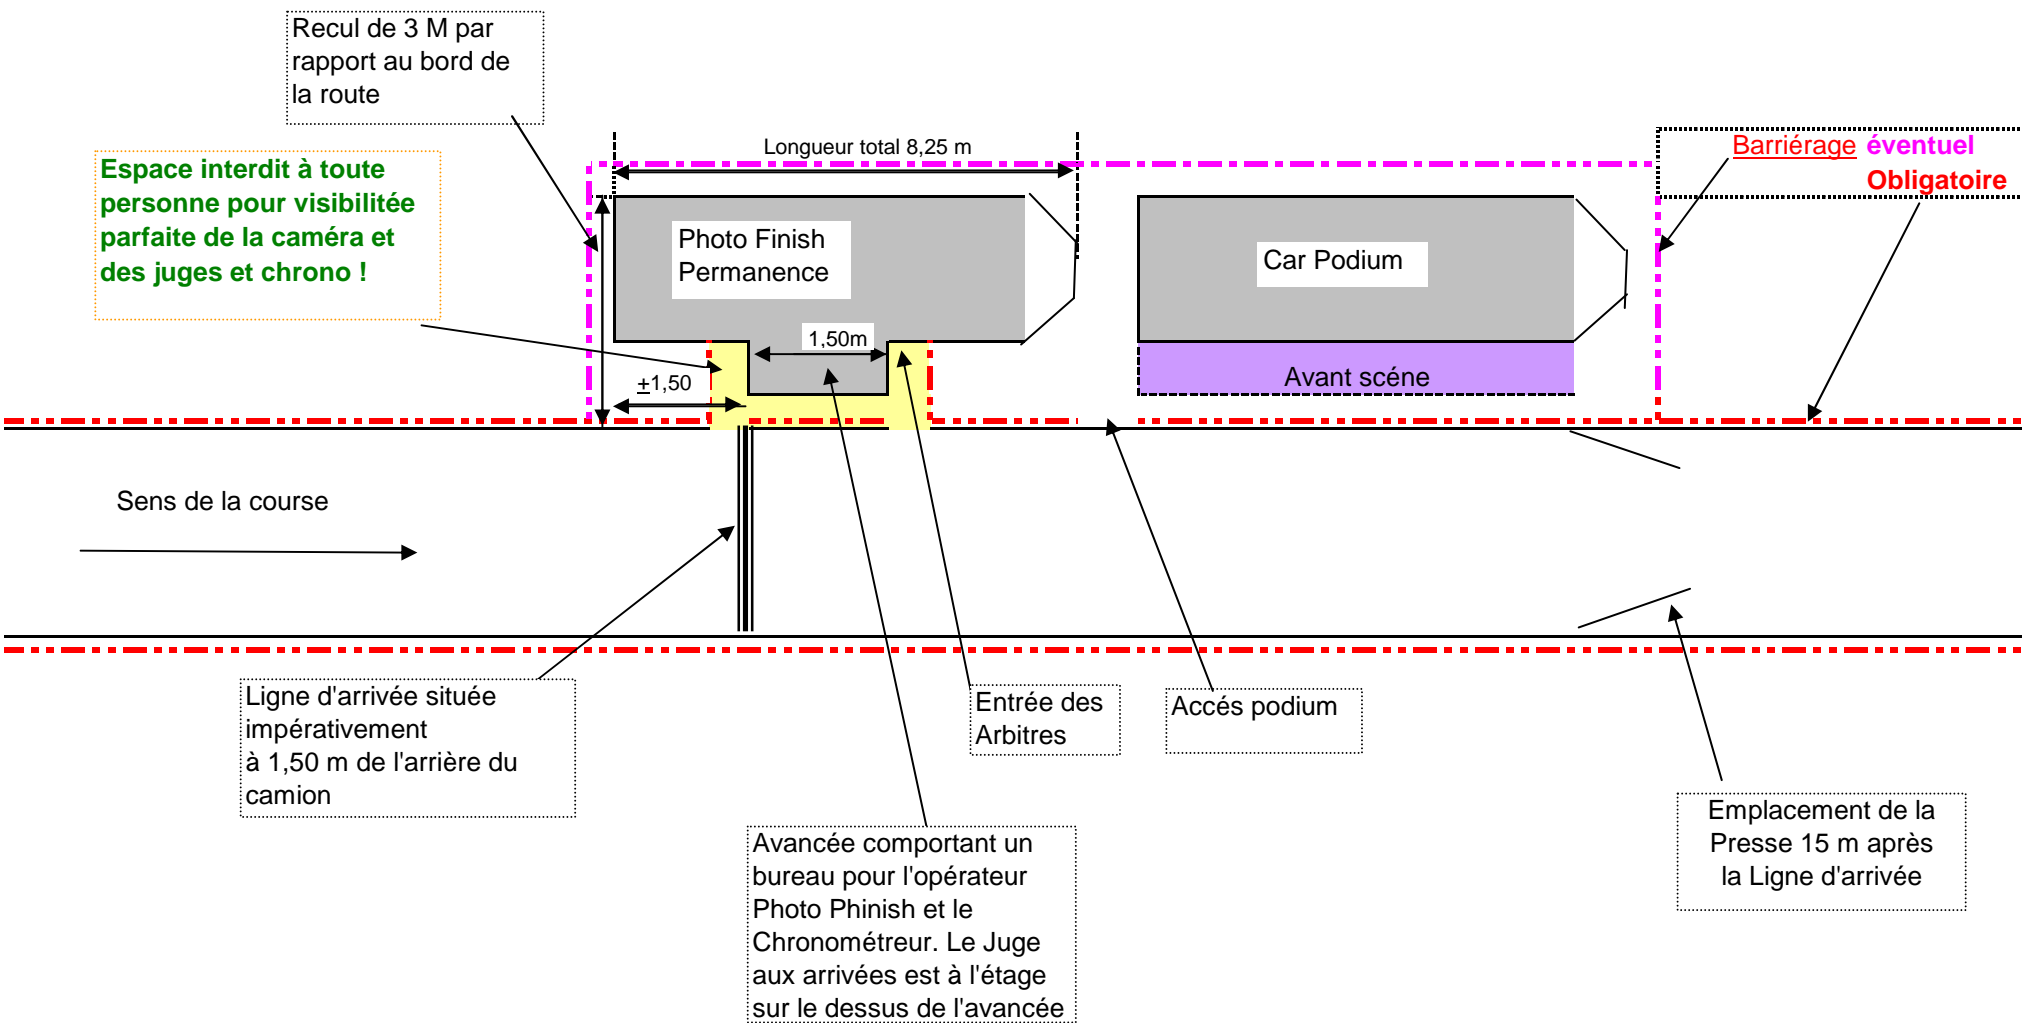 Recul de 3 M par
rapport au bord de
la route
Longueur total 8,25 m
Barriérage éventuel
Obligatoire
Espace interdit à toute
personne pour visibilitée
parfaite de la caméra et
des juges et chrono !
Photo Finish
Permanence
Car Podium
1,50m
±1,50
Avant scéne
Sens de la course
Ligne d'arrivée située
impérativement
à 1,50 m de l'arrière du
camion
Entrée des
Arbitres
Accés podium
Avancée comportant un
bureau pour l'opérateur
Photo Phinish et le
Chronométreur. Le Juge
aux arrivées est à l'étage
sur le dessus de l'avancée
Emplacement de la
Presse 15 m après
la Ligne d'arrivée